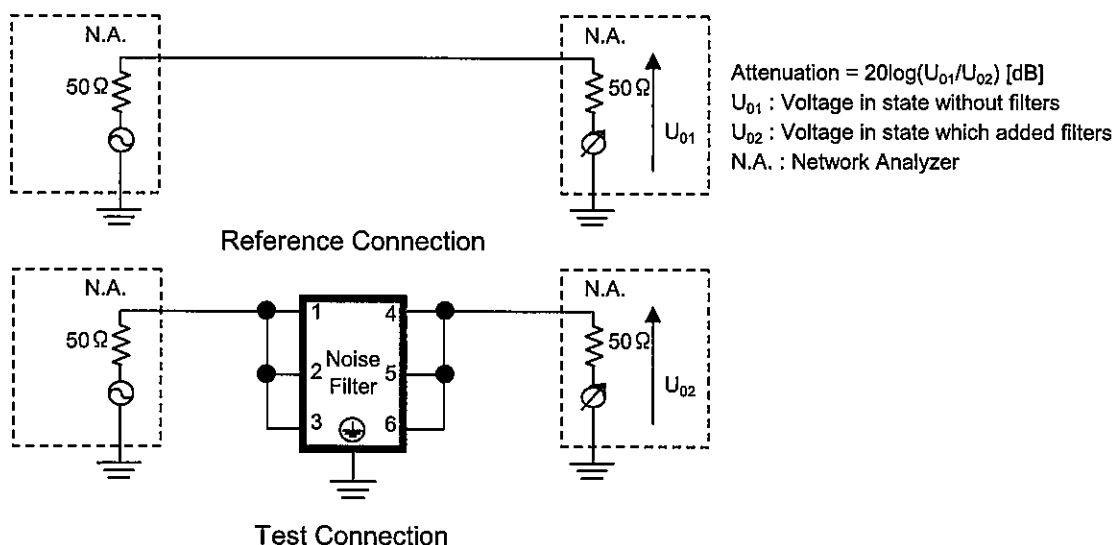 N.A.
50Ω
N.A.
50Ω
U01
Attenuation = 20log(U01/U02) [dB]
U01 : Voltage in state without filters
U02 : Voltage in state which added filters
N.A. : Network Analyzer
Reference Connection
N.A.
50Ω
1 4
2 Noise 5
Filter
3 6
N.A.
50Ω
U02
Test Connection